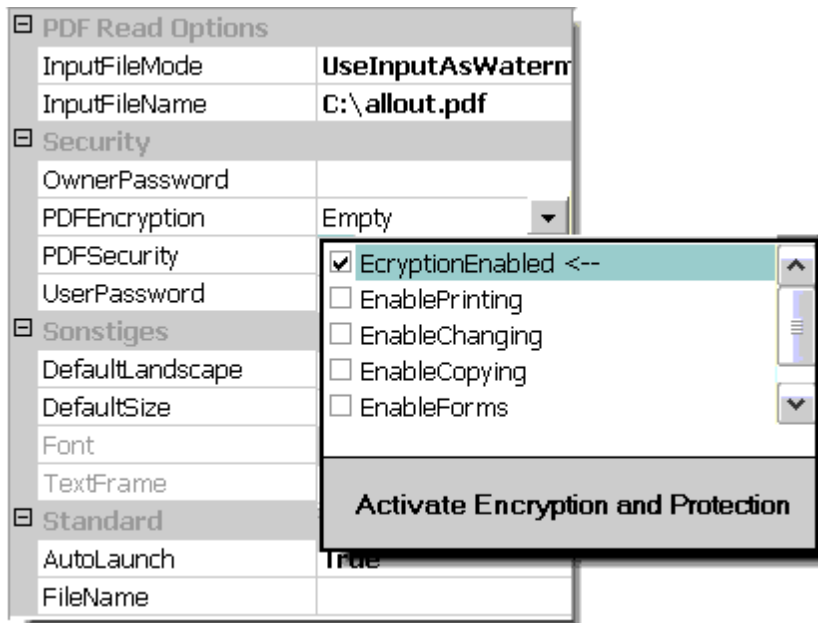 PDF Read Options
InputFileMode UseInputAsWaterm
InputFileName C:\allout.pdf
Security
OwnerPassword
PDFEncryption Empty
PDFSecurity
UserPassword
EcryptionEnabled <--
EnablePrinting
EnableChanging
EnableCopying
EnableForms
Activate Encryption and Protection
Sonstiges
DefaultLandscape
DefaultSize
Font
TextFrame
Standard
AutoLaunch True
FileName